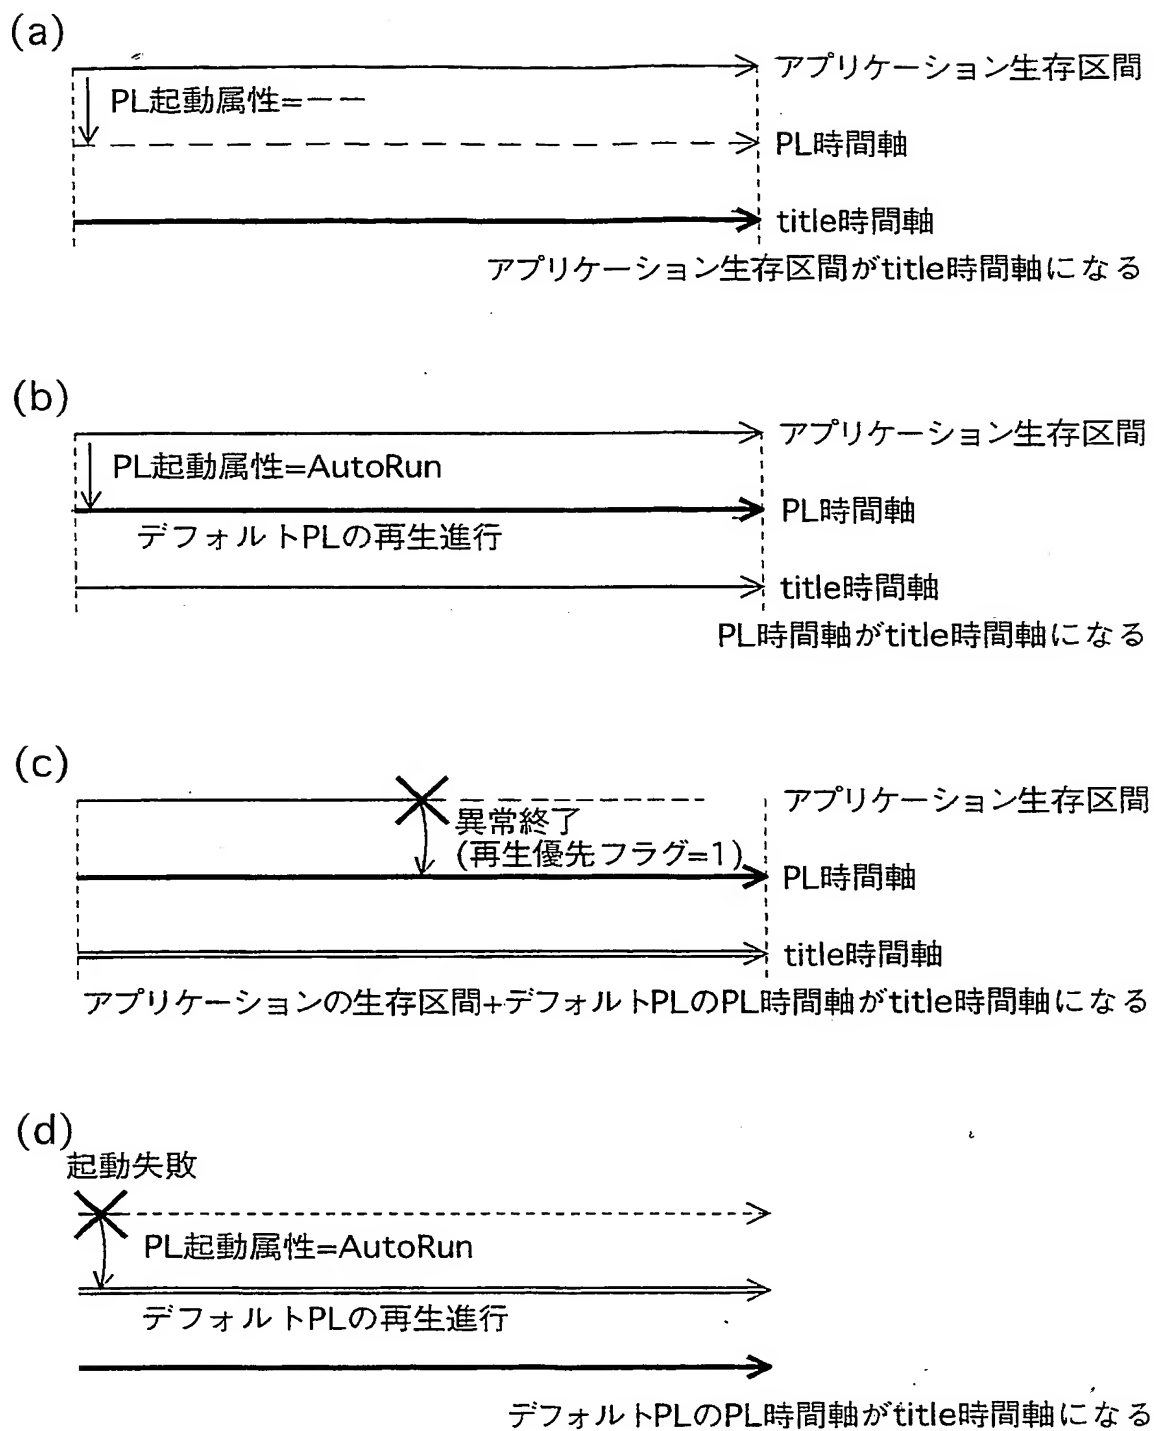 (a)
アプリケーション生存区間
PL起動属性=――
PL時間軸
title時間軸
アプリケーション生存区間がtitle時間軸になる
(b)
アプリケーション生存区間
PL起動属性=AutoRun
PL時間軸
デフォルトPLの再生進行
title時間軸
PL時間軸がtitle時間軸になる
(c)
アプリケーション生存区間
異常終了
(再生優先フラグ=1)
PL時間軸
title時間軸
アプリケーションの生存区間+デフォルトPLのPL時間軸がtitle時間軸になる
(d)
起動失敗
PL起動属性=AutoRun
デフォルトPLの再生進行
デフォルトPLのPL時間軸がtitle時間軸になる